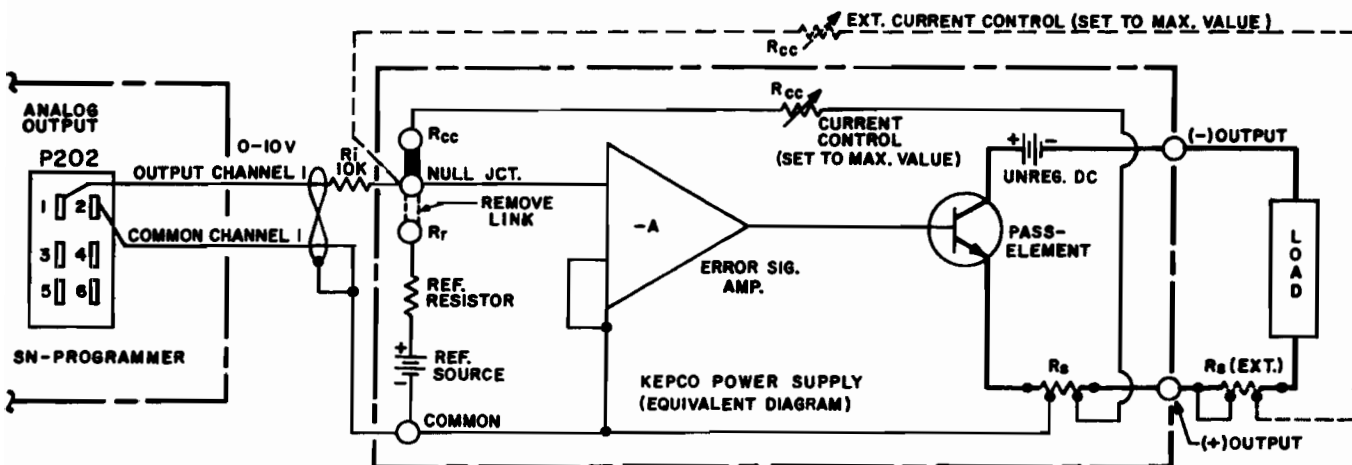 EXT. CURRENT CONTROL (SET TO MAX. VALUE)
Rcc
ANALOG
OUTPUT
P202
0-10V
Ri
10K
OUTPUT CHANNEL 1
COMMON CHANNEL 1
1
2
3
4
5
6
SN-PROGRAMMER
Rcc
NULL JCT.
REMOVE
LINK
Rr
REF.
RESISTOR
+
REF.
SOURCE
-
COMMON
Rcc
CURRENT
CONTROL
(SET TO MAX. VALUE)
-A
ERROR SIG.
AMP.
+
-
UNREG. DC
PASS-
ELEMENT
KEPCO POWER SUPPLY
(EQUIVALENT DIAGRAM)
Rs
(-) OUTPUT
LOAD
Rs (EXT.)
(+) OUTPUT